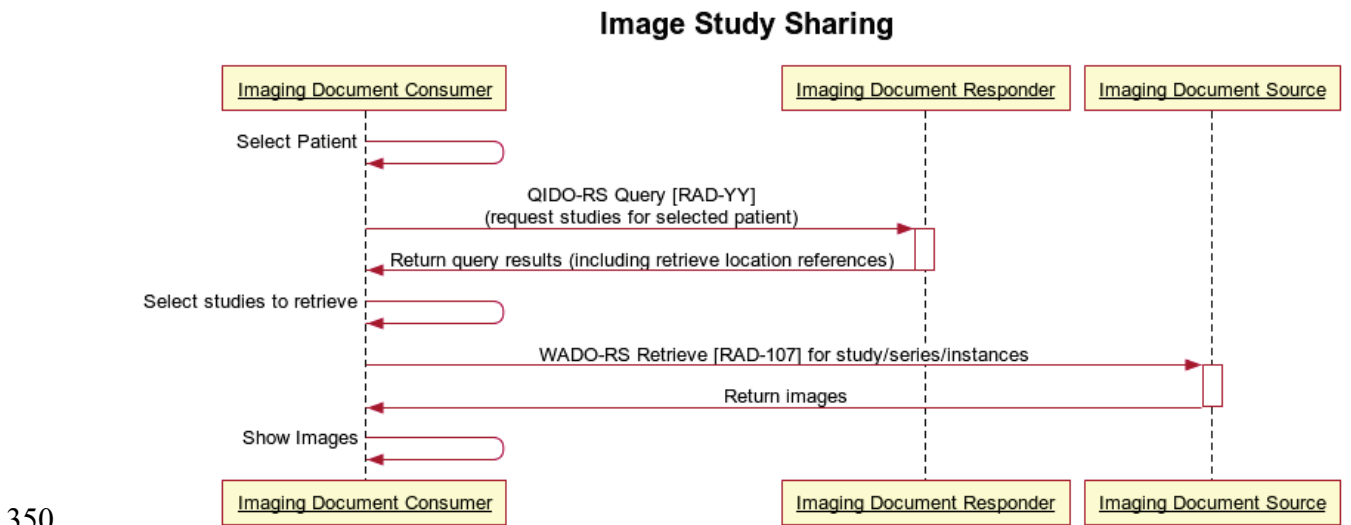 Image Study Sharing
Imaging Document Consumer
Imaging Document Responder
Imaging Document Source
Select Patient
QIDO-RS Query [RAD-YY]
(request studies for selected patient)
Return query results (including retrieve location references)
Select studies to retrieve
WADO-RS Retrieve [RAD-107] for study/series/instances
Return images
Show Images
Imaging Document Consumer
Imaging Document Responder
Imaging Document Source
350